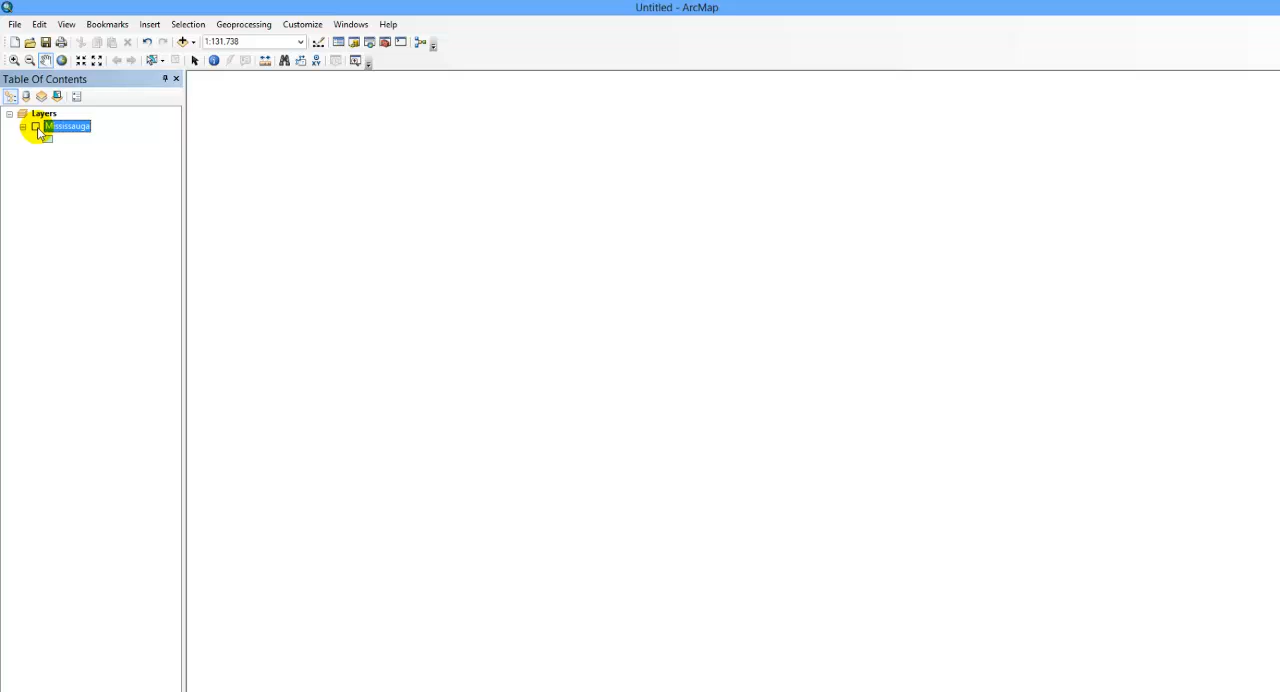 Untitled - ArcMap
File Edit View Bookmarks Insert Selection Geoprocessing Customize Windows Help
1:131,738
Table Of Contents
Layers
Mississauga